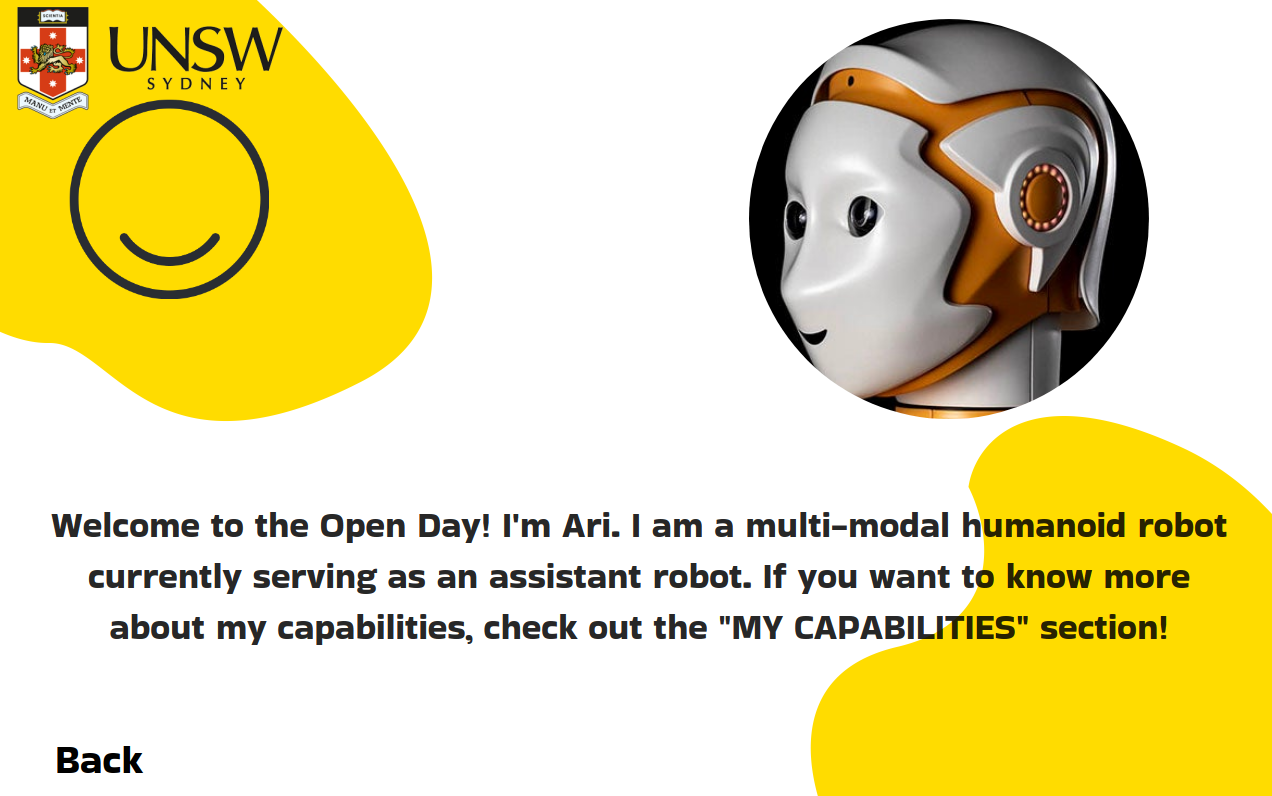 SCIENTIA
UNSW
SYDNEY
MANU ET MENTE
Welcome to the Open Day! I'm Ari. I am a multi-modal humanoid robot
currently serving as an assistant robot. If you want to know more
about my capabilities, check out the "MY CAPABILITIES" section!
Back